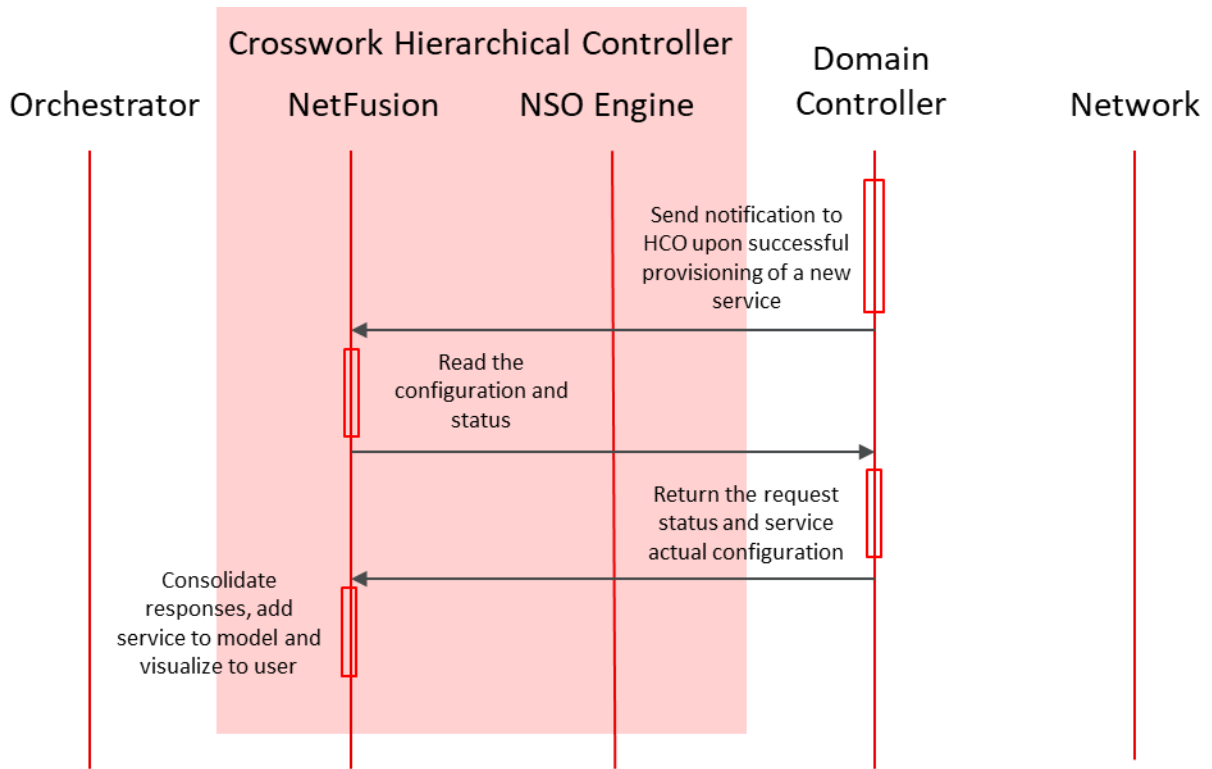 Crosswork Hierarchical Controller
Orchestrator
NetFusion
NSO Engine
Domain
Controller
Network
Send notification to
HCO upon successful
provisioning of a new
service
Read the
configuration and
status
Return the request
status and service
actual configuration
Consolidate
responses, add
service to model and
visualize to user